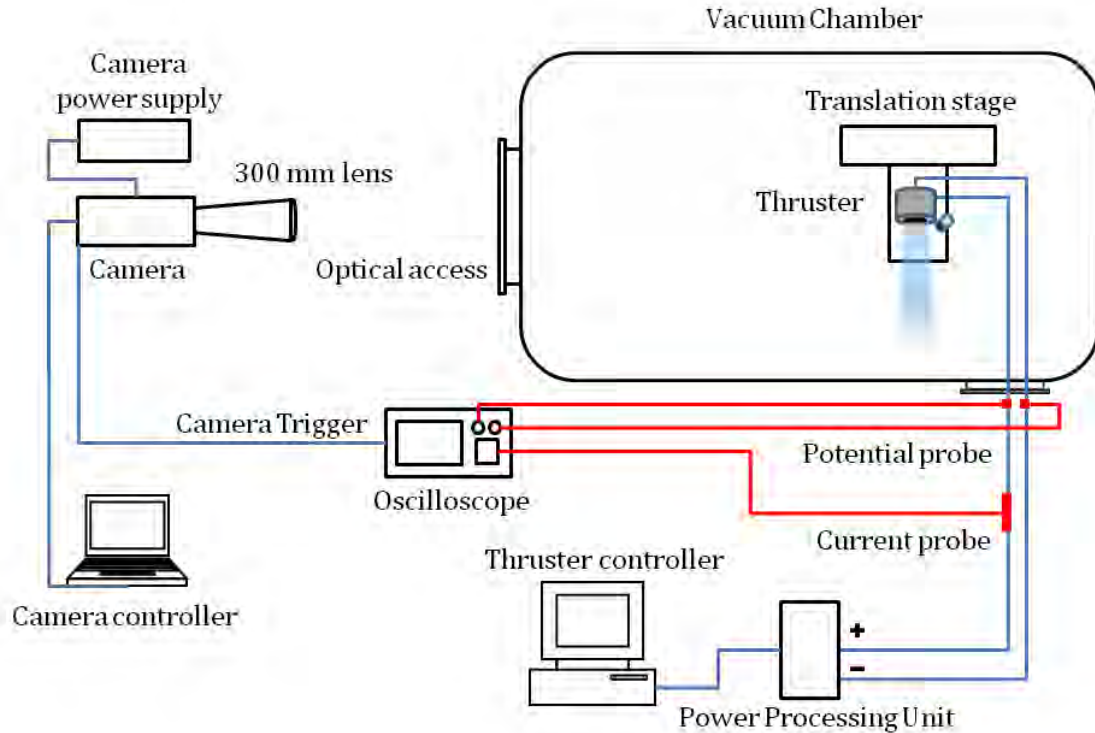 Vacuum Chamber
Camera
power supply
Translation stage
300 mm lens
Thruster
Camera
Optical access
Camera Trigger
Potential probe
Oscilloscope
Current probe
Thruster controller
Camera controller
+
−
Power Processing Unit